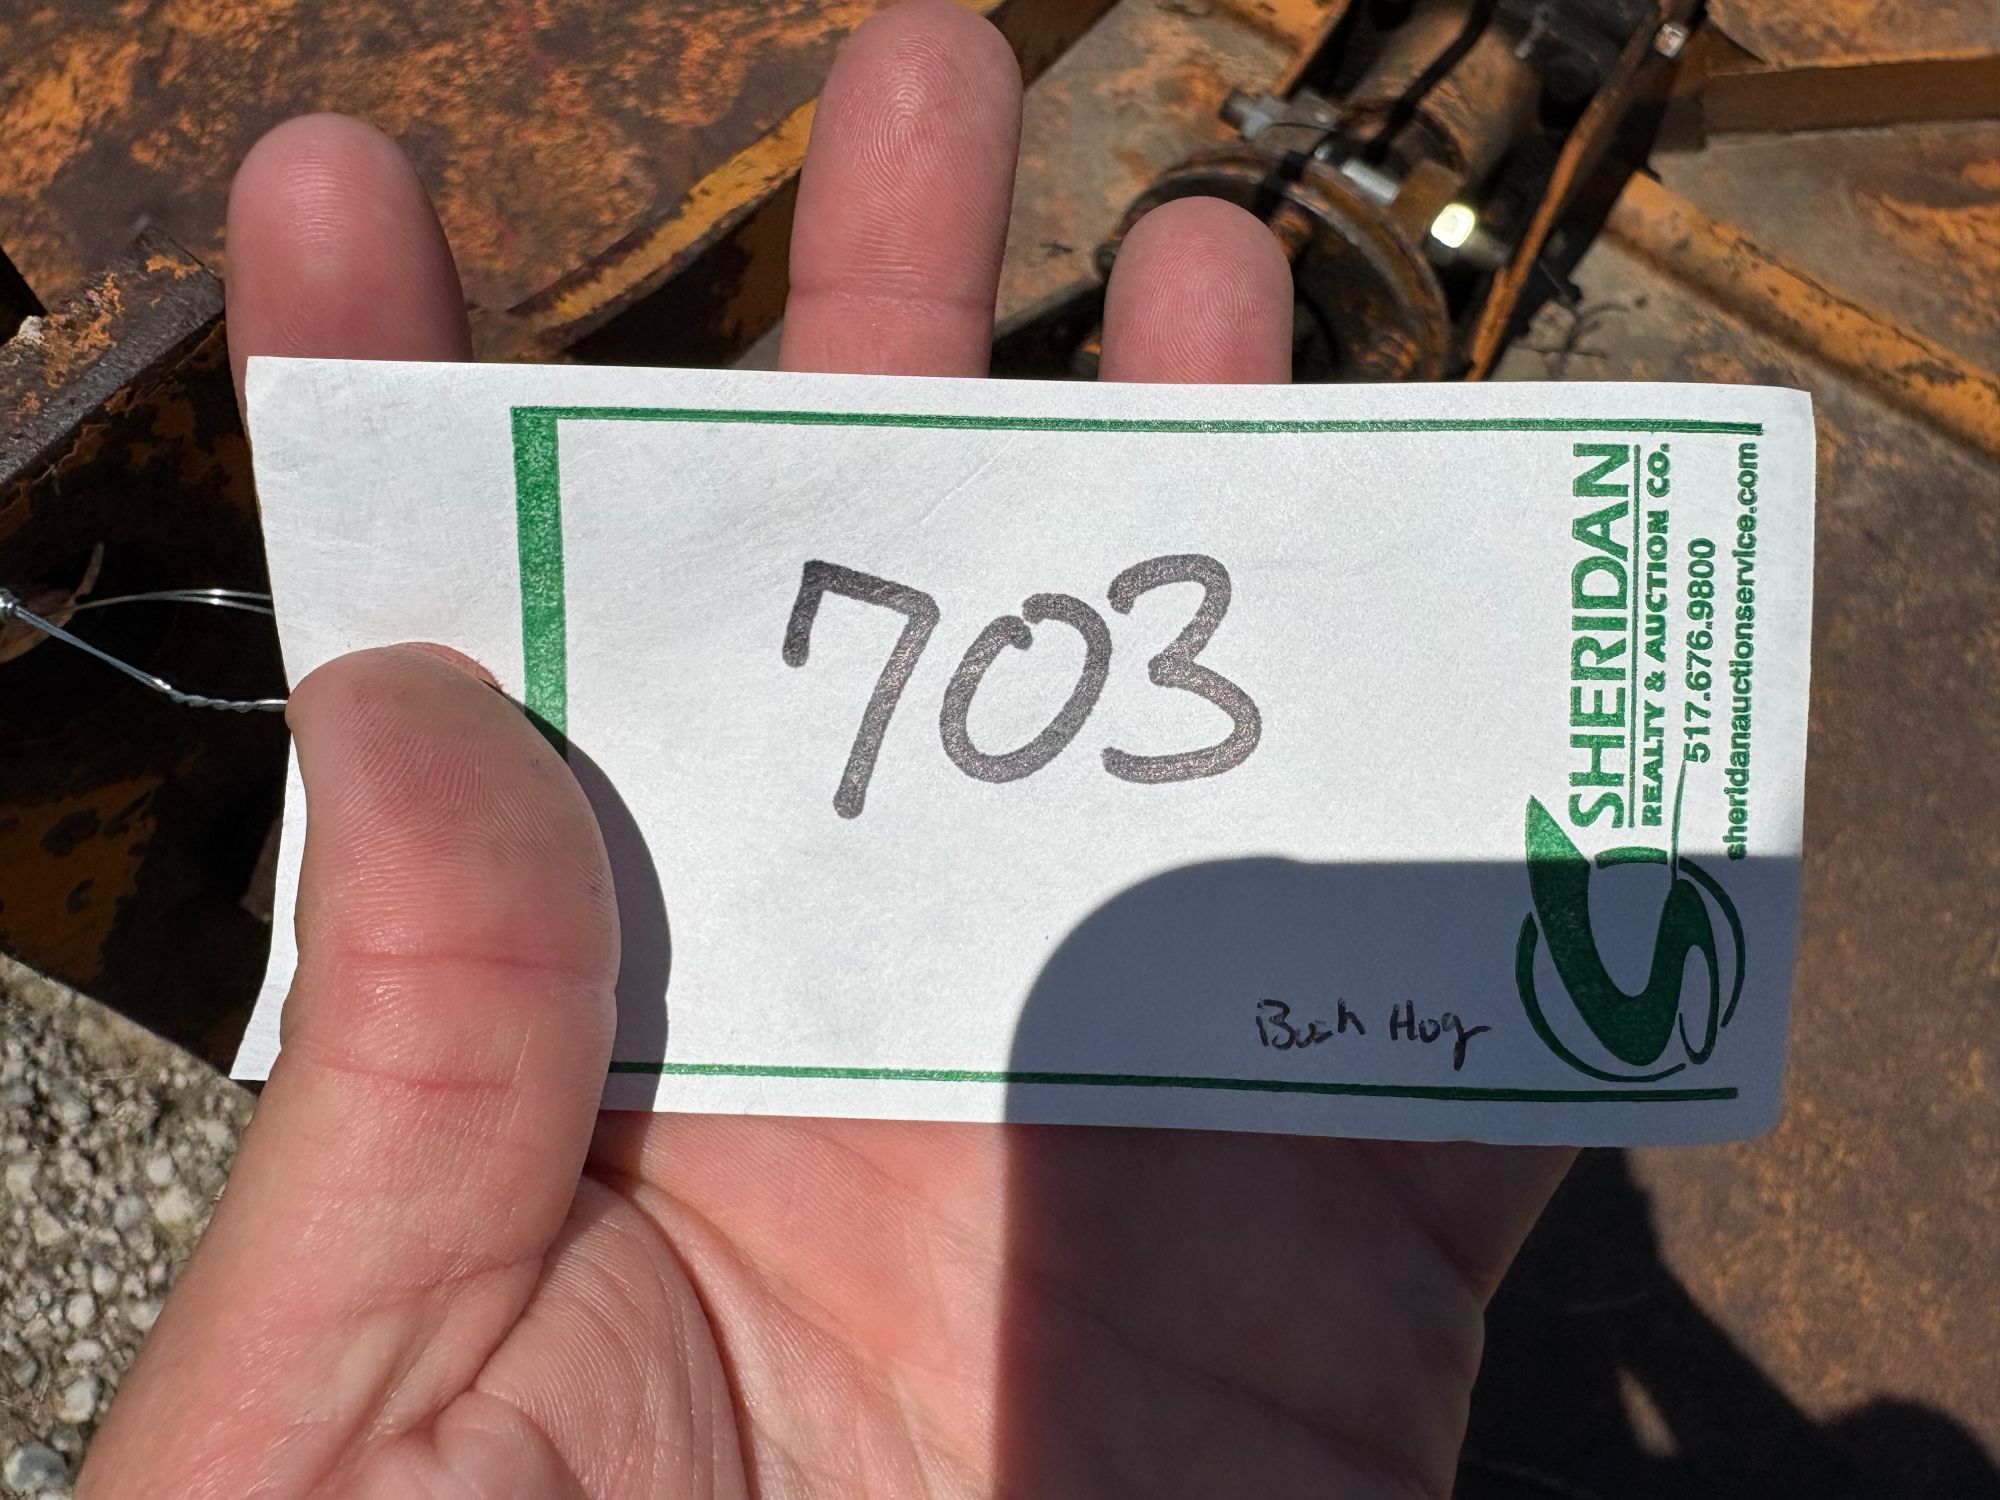 703
Bush Hog
SHERIDAN
REALTY & AUCTION CO.
517.676.9800
sheridanauctionservice.com